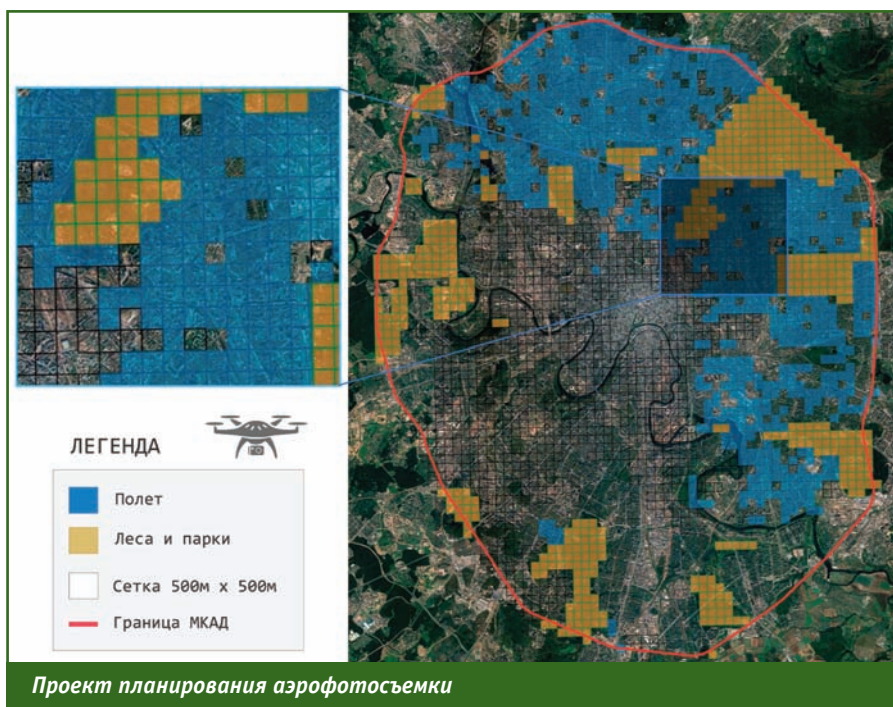 ЛЕГЕНДА
Полет
Леса и парки
Сетка 500м x 500м
Граница МКАД
Проект планирования аэрофотосъемки